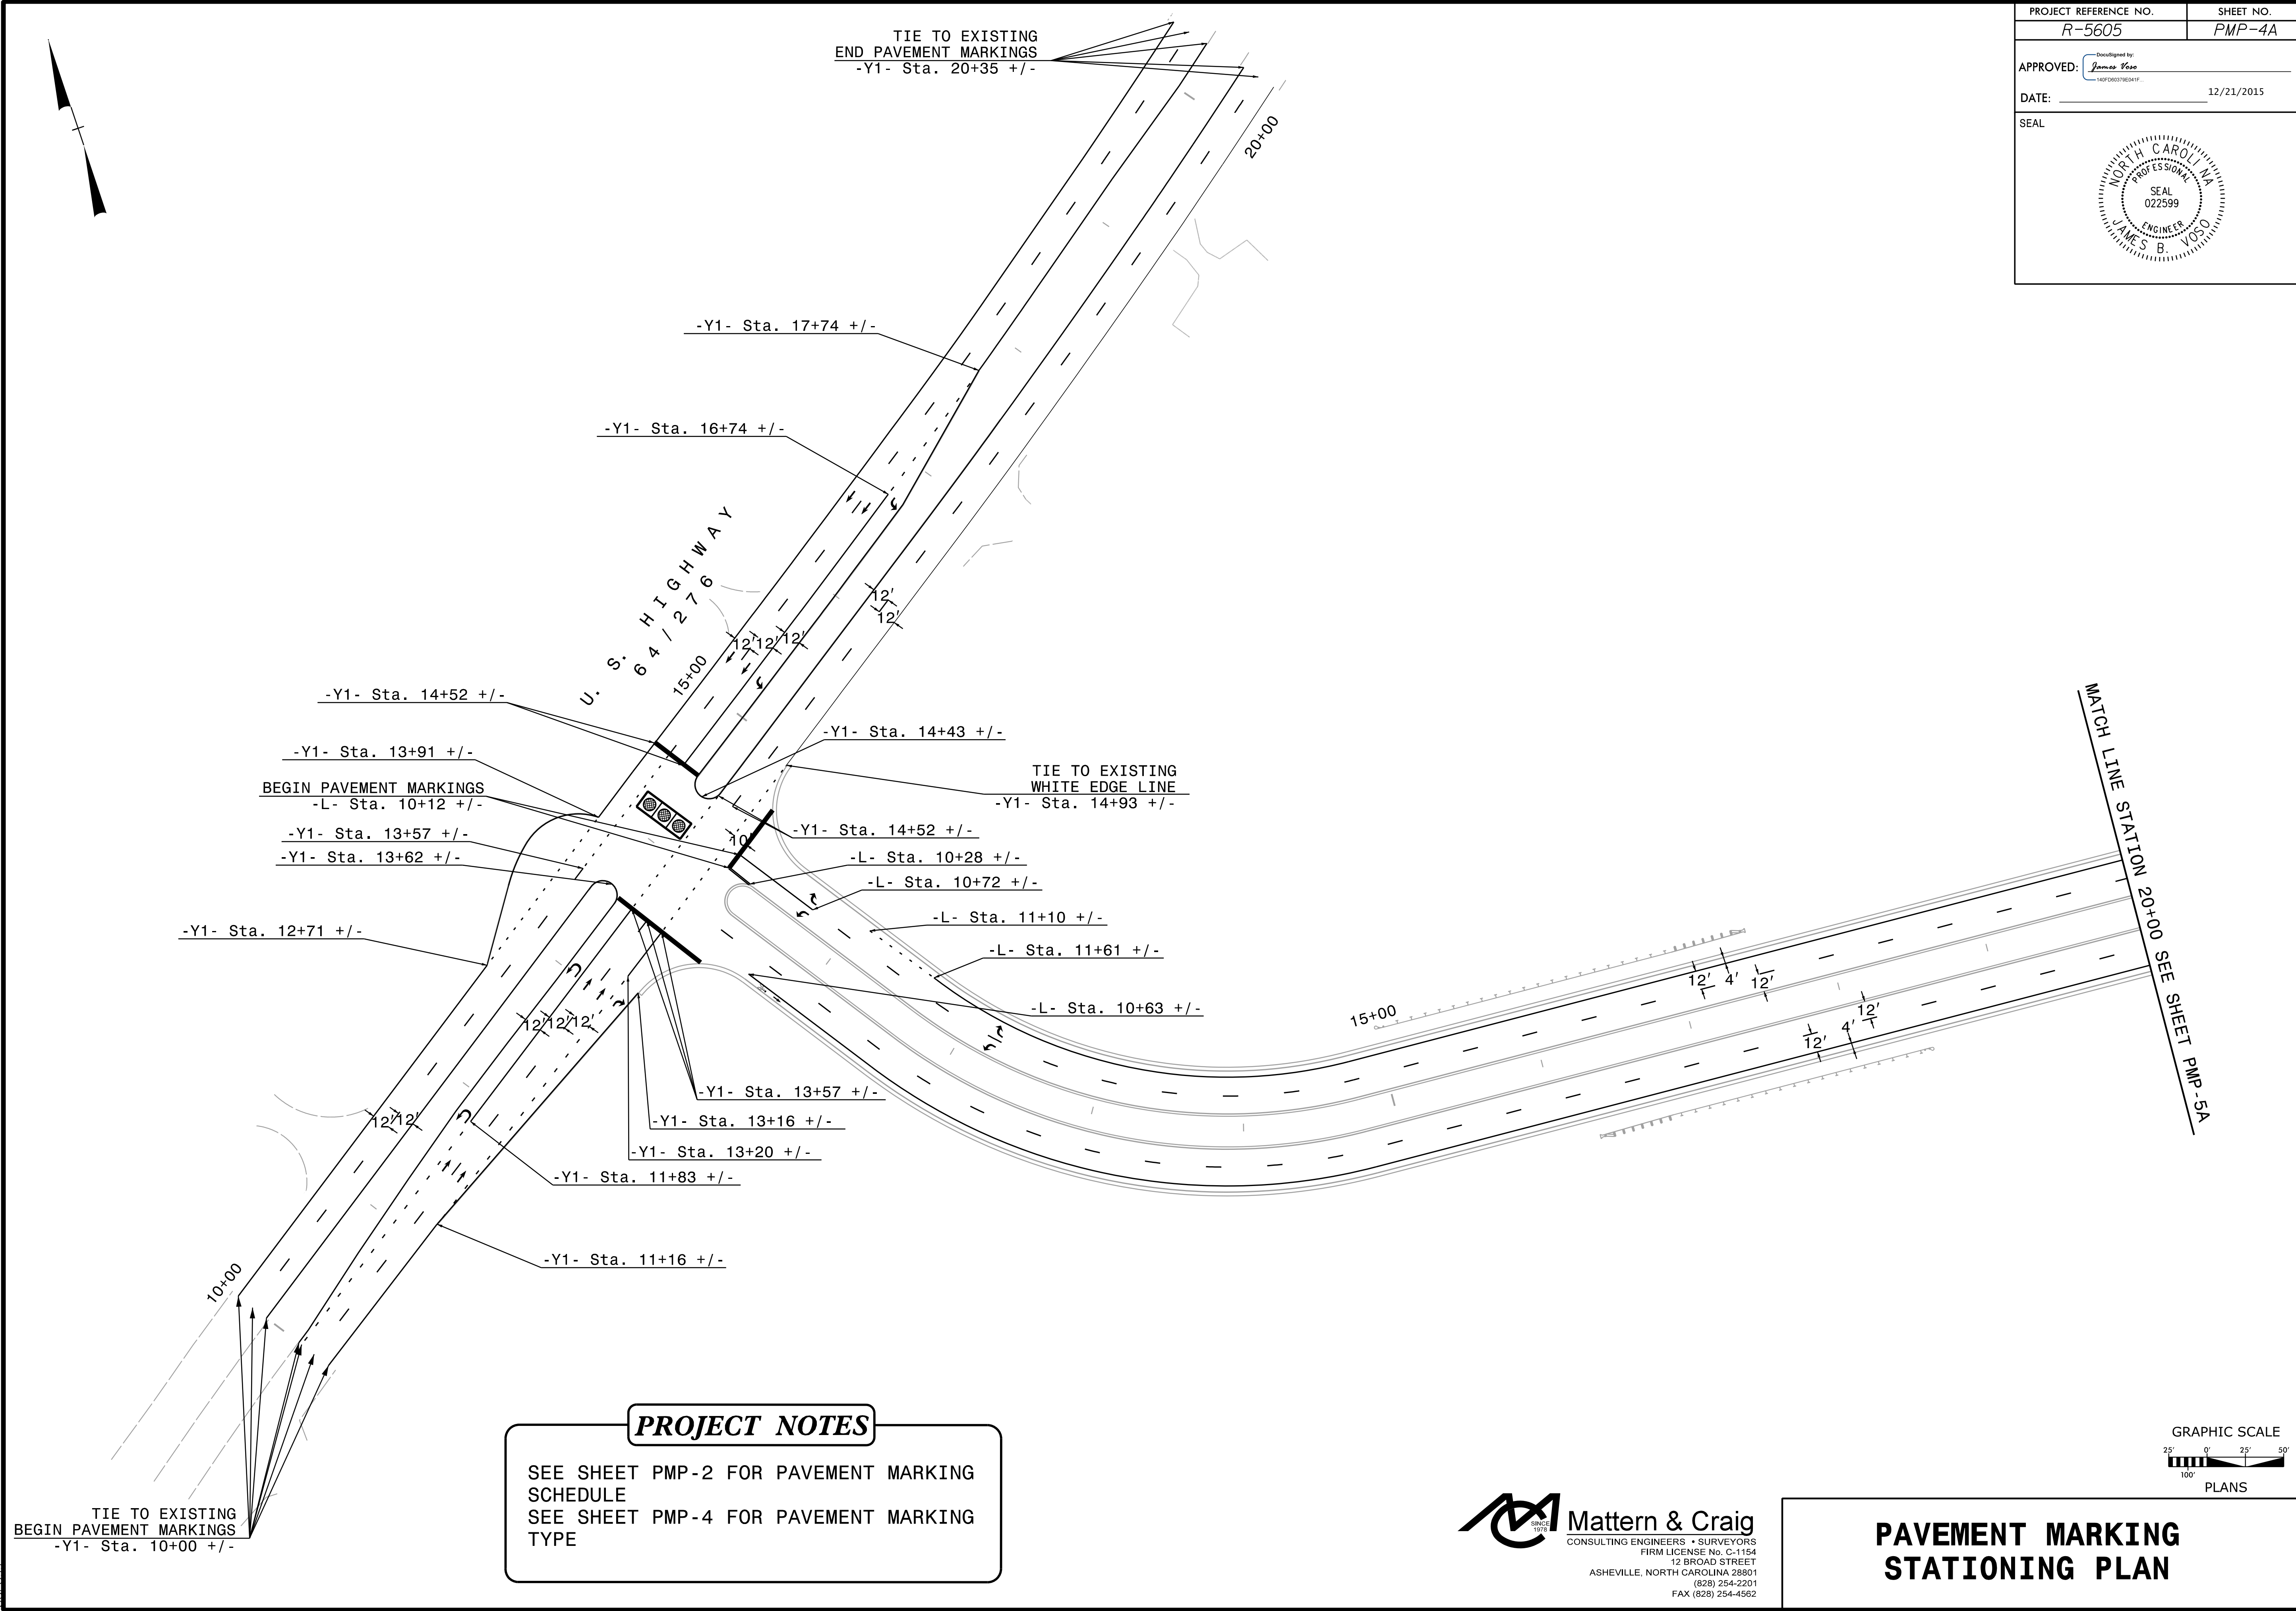 PROJECT REFERENCE NO.
SHEET NO.
R-5605
PMP-4A
DocuSigned by:
APPROVED:
James Voso
DATE:
12/21/2015
SEAL
NORTH CAROLINA
PROFESSIONAL
SEAL
022599
ENGINEER
JAMES B. VOSO
TIE TO EXISTING
END PAVEMENT MARKINGS
-Y1- Sta. 20+35 +/-
20+00
-Y1- Sta. 17+74 +/-
-Y1- Sta. 16+74 +/-
U. S. HIGHWAY
64/276
12'
12'
12'
12'
12'
15+00
-Y1- Sta. 14+52 +/-
-Y1- Sta. 14+43 +/-
-Y1- Sta. 13+91 +/-
TIE TO EXISTING
WHITE EDGE LINE
-Y1- Sta. 14+93 +/-
BEGIN PAVEMENT MARKINGS
-L- Sta. 10+12 +/-
-Y1- Sta. 13+57 +/-
-Y1- Sta. 14+52 +/-
10'
-Y1- Sta. 13+62 +/-
-L- Sta. 10+28 +/-
-L- Sta. 10+72 +/-
-L- Sta. 11+10 +/-
-Y1- Sta. 12+71 +/-
-L- Sta. 11+61 +/-
-L- Sta. 10+63 +/-
15+00
12'
4'
12'
12'
4'
12'
MATCH LINE STATION 20+00 SEE SHEET PMP-5A
12'
12'
12'
12'
12'
-Y1- Sta. 13+57 +/-
-Y1- Sta. 13+16 +/-
-Y1- Sta. 13+20 +/-
-Y1- Sta. 11+83 +/-
-Y1- Sta. 11+16 +/-
10+00
TIE TO EXISTING
BEGIN PAVEMENT MARKINGS
-Y1- Sta. 10+00 +/-
PROJECT NOTES
SEE SHEET PMP-2 FOR PAVEMENT MARKING
SCHEDULE
SEE SHEET PMP-4 FOR PAVEMENT MARKING
TYPE
GRAPHIC SCALE
25'
0'
25'
50'
100'
PLANS
SINCE
1978
Mattern & Craig
CONSULTING ENGINEERS • SURVEYORS
FIRM LICENSE No. C-1154
12 BROAD STREET
ASHEVILLE, NORTH CAROLINA 28801
(828) 254-2201
FAX (828) 254-4562
PAVEMENT MARKING
STATIONING PLAN